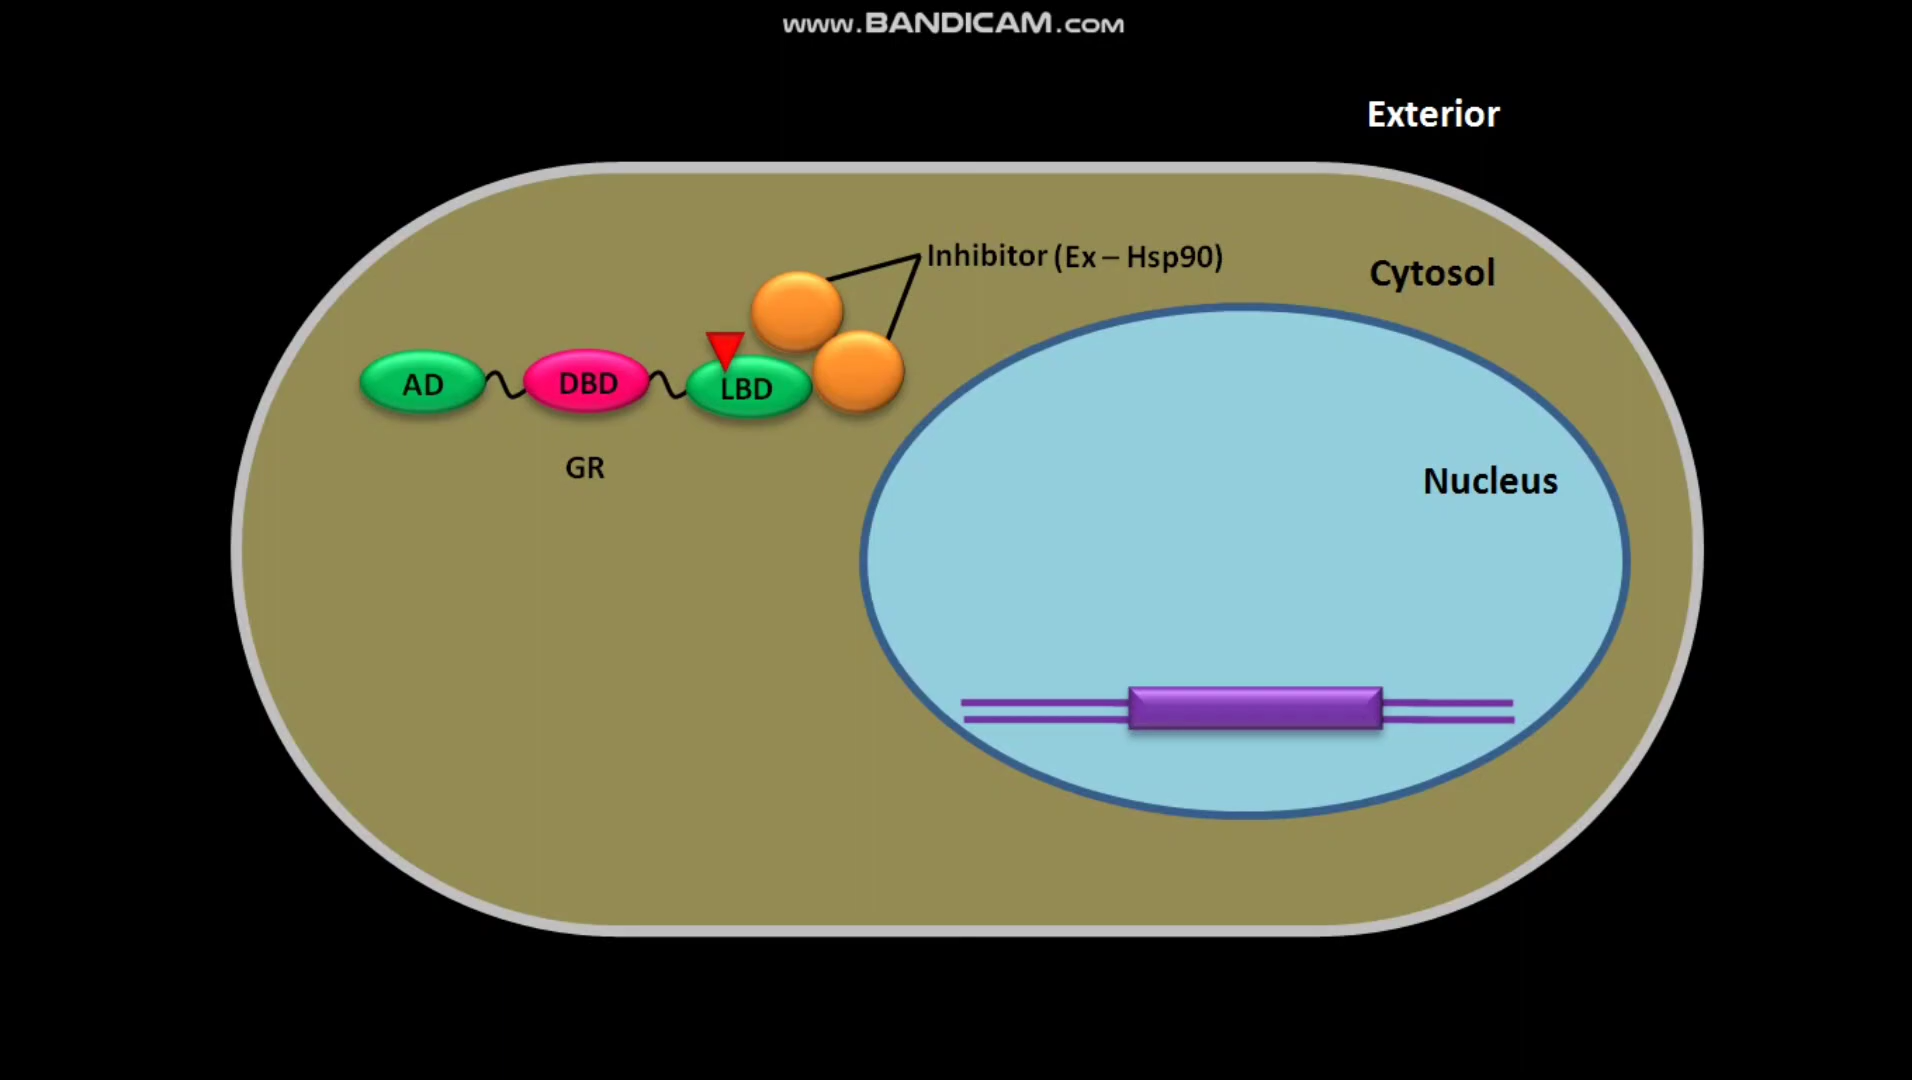 www.BANDICAM.com
Exterior
Inhibitor (Ex – Hsp90)
Cytosol
AD
DBD
LBD
GR
Nucleus